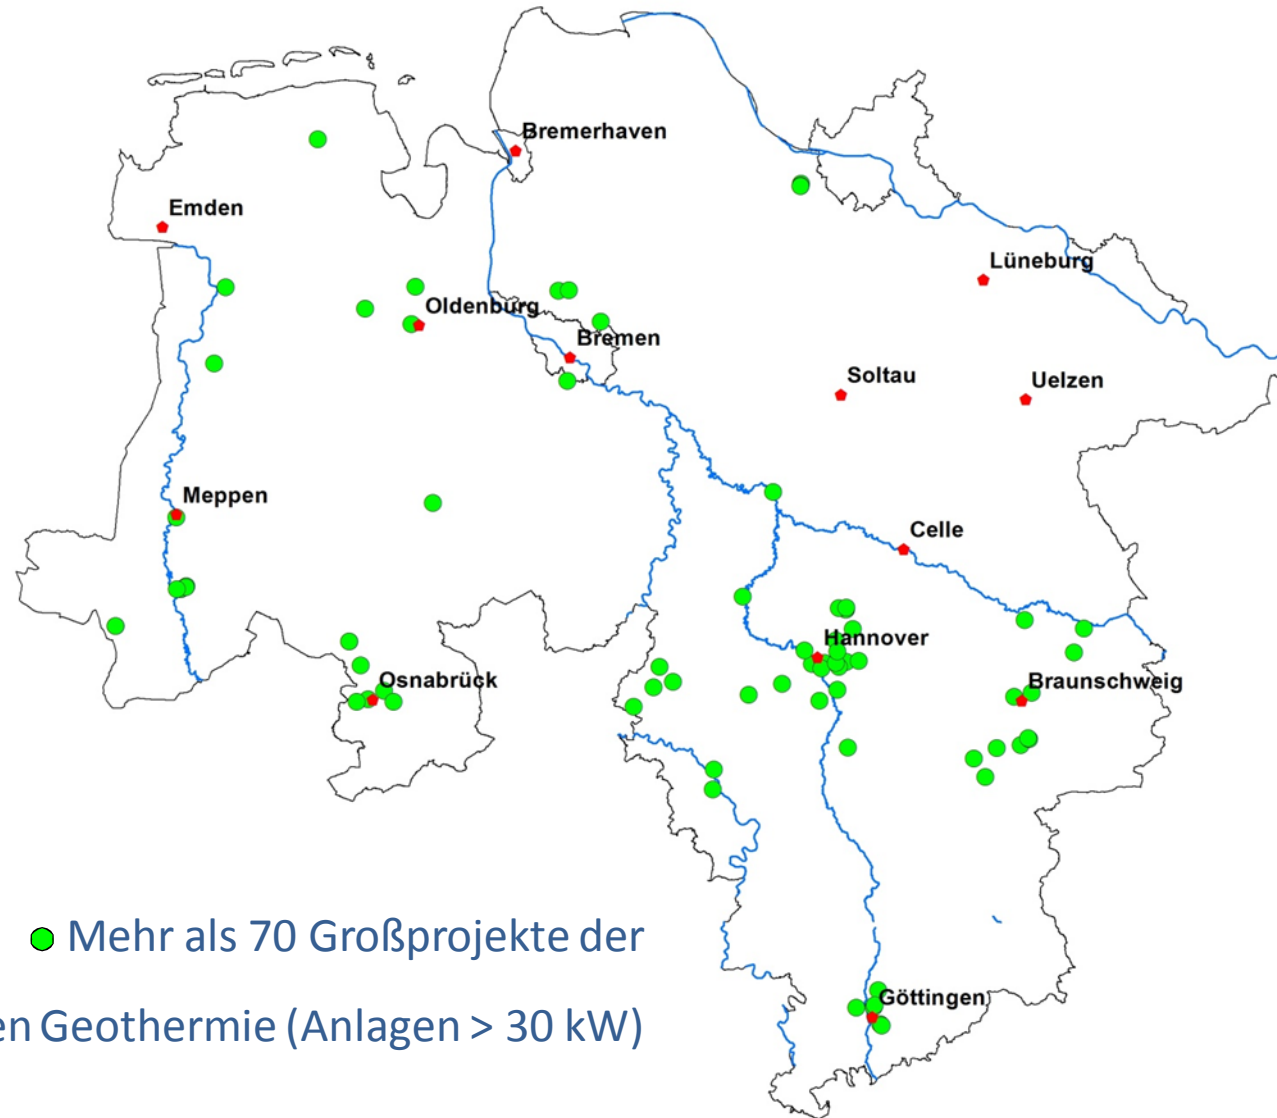 Bremerhaven
Emden
Lüneburg
Oldenburg
Bremen
Soltau
Uelzen
Meppen
Celle
Hannover
Osnabrück
Braunschweig
Mehr als 70 Großprojekte der
Göttingen
en Geothermie (Anlagen > 30 kW)